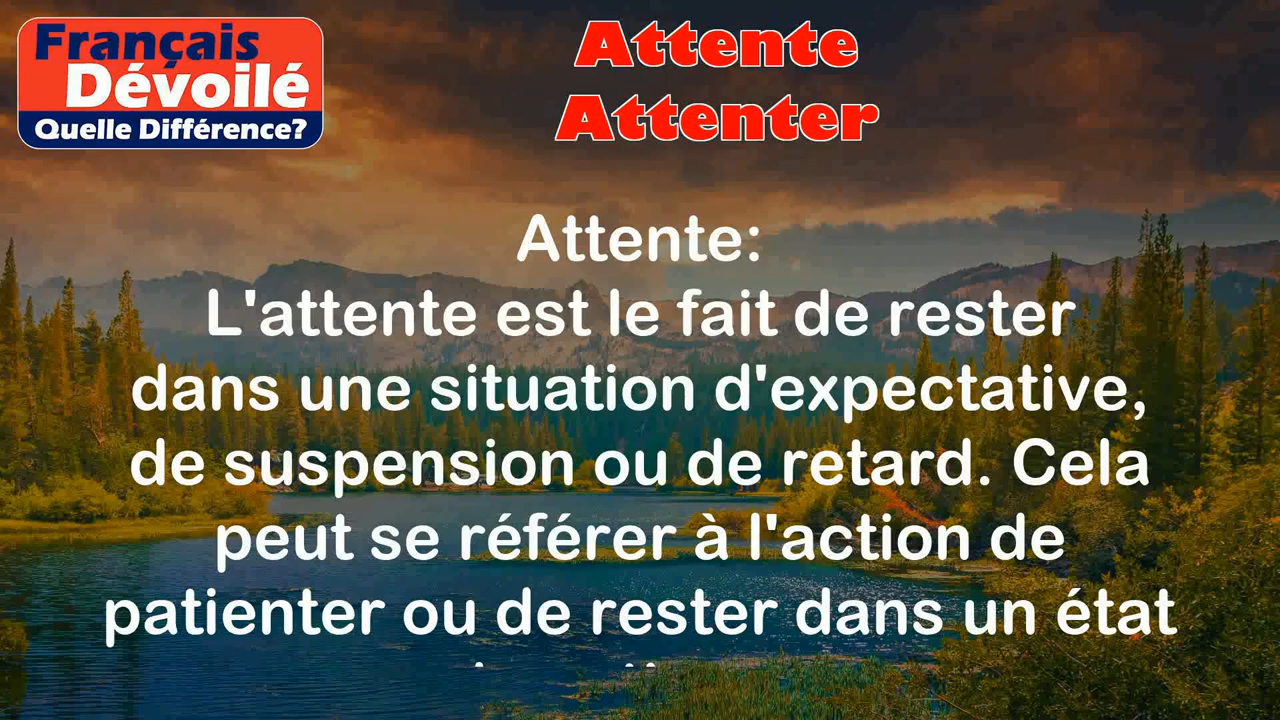 Français
Dévoilé
Quelle Différence?
Attente
Attenter
Attente:
L'attente est le fait de rester
dans une situation d'expectative,
de suspension ou de retard. Cela
peut se référer à l'action de
patienter ou de rester dans un état